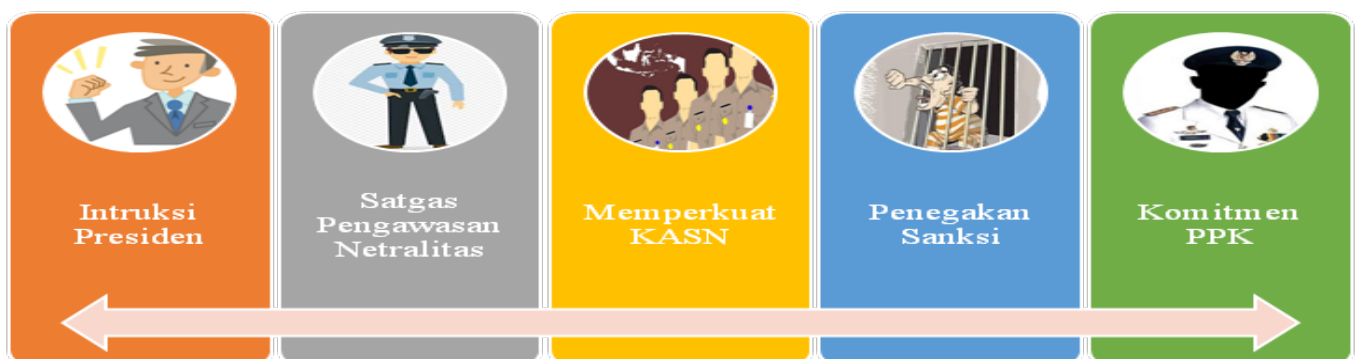 Intruksi
Presiden
Satgas
Pengawasan
Netralitas
Memperkuat
KASN
Penegakan
Sanksi
Komitmen
PPK